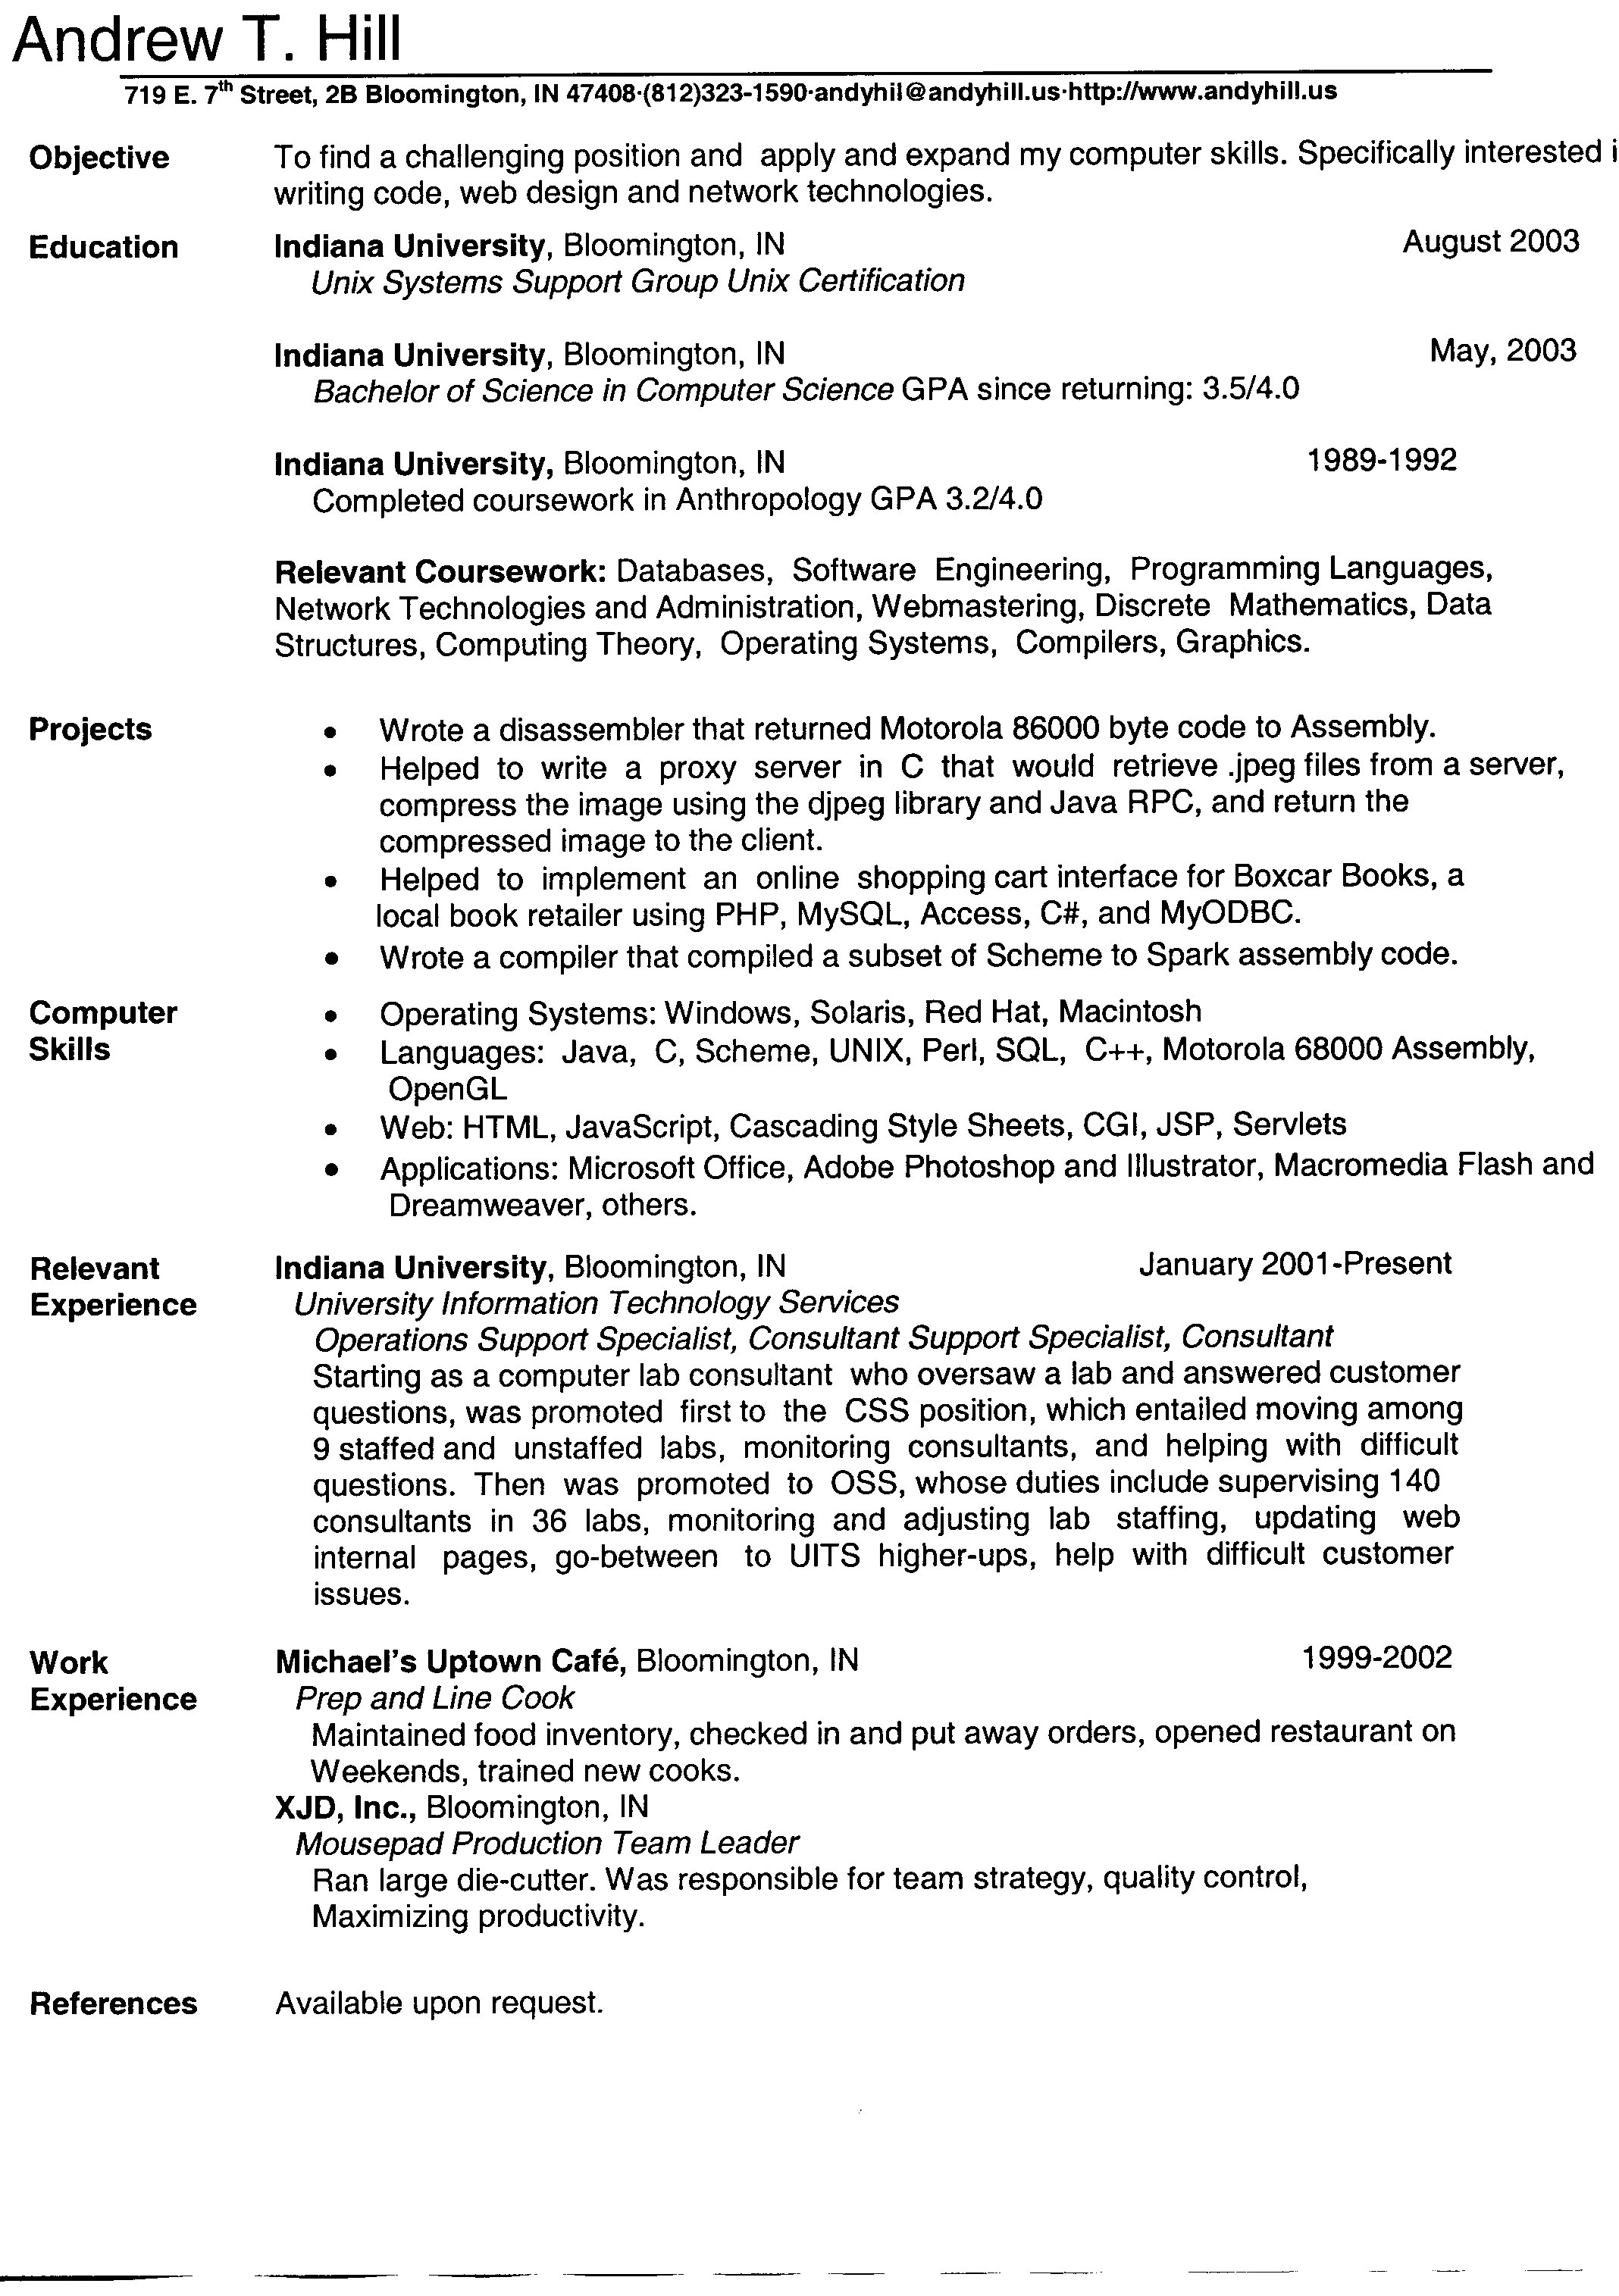 Andrew T. Hill
719 E. 7th Street, 2B Bloomington, IN 47408·(812)323-1590·andyhil@andyhill.us·http://www.andyhill.us
Objective To find a challenging position and apply and expand my computer skills. Specifically interested i
writing code, web design and network technologies.
Education Indiana University, Bloomington, IN August 2003
Unix Systems Support Group Unix Certification
Indiana University, Bloomington, IN May, 2003
Bachelor of Science in Computer Science GPA since returning: 3.5/4.0
Indiana University, Bloomington, IN 1989-1992
Completed coursework in Anthropology GPA 3.2/4.0
Relevant Coursework: Databases, Software Engineering, Programming Languages,
Network Technologies and Administration, Webmastering, Discrete Mathematics, Data
Structures, Computing Theory, Operating Systems, Compilers, Graphics.
Projects • Wrote a disassembler that returned Motorola 86000 byte code to Assembly.
• Helped to write a proxy server in C that would retrieve .jpeg files from a server,
compress the image using the djpeg library and Java RPC, and return the
compressed image to the client.
• Helped to implement an online shopping cart interface for Boxcar Books, a
local book retailer using PHP, MySQL, Access, C#, and MyODBC.
• Wrote a compiler that compiled a subset of Scheme to Spark assembly code.
Computer • Operating Systems: Windows, Solaris, Red Hat, Macintosh
Skills • Languages: Java, C, Scheme, UNIX, Perl, SQL, C++, Motorola 68000 Assembly,
OpenGL
• Web: HTML, JavaScript, Cascading Style Sheets, CGI, JSP, Servlets
• Applications: Microsoft Office, Adobe Photoshop and Illustrator, Macromedia Flash and
Dreamweaver, others.
Relevant Indiana University, Bloomington, IN January 2001-Present
Experience University Information Technology Services
Operations Support Specialist, Consultant Support Specialist, Consultant
Starting as a computer lab consultant who oversaw a lab and answered customer
questions, was promoted first to the CSS position, which entailed moving among
9 staffed and unstaffed labs, monitoring consultants, and helping with difficult
questions. Then was promoted to OSS, whose duties include supervising 140
consultants in 36 labs, monitoring and adjusting lab staffing, updating web
internal pages, go-between to UITS higher-ups, help with difficult customer
issues.
Work Michael's Uptown Café, Bloomington, IN 1999-2002
Experience Prep and Line Cook
Maintained food inventory, checked in and put away orders, opened restaurant on
Weekends, trained new cooks.
XJD, Inc., Bloomington, IN
Mousepad Production Team Leader
Ran large die-cutter. Was responsible for team strategy, quality control,
Maximizing productivity.
References Available upon request.